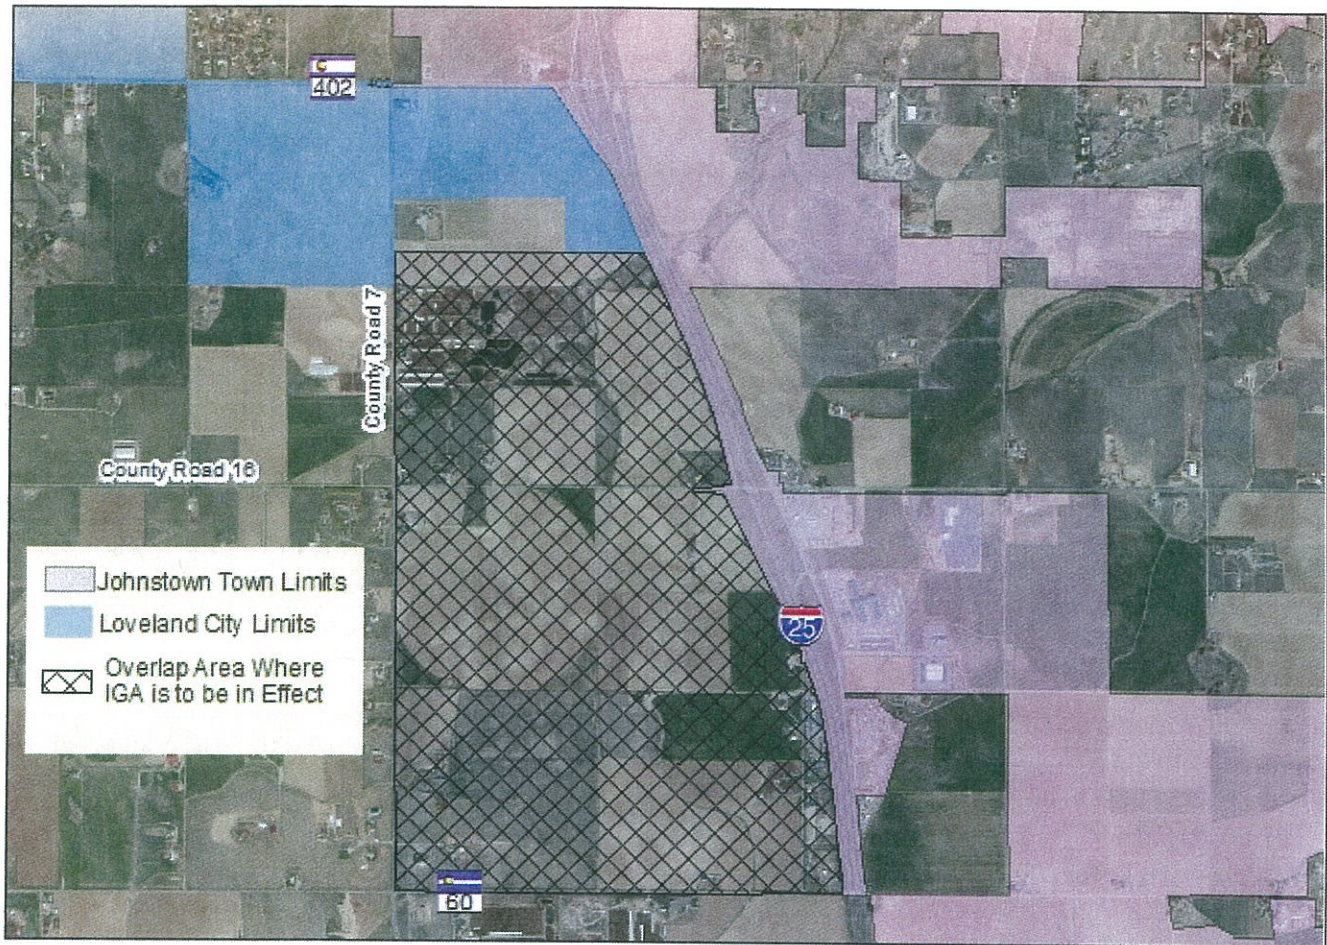 402
402
County Road 7
County Road 16
Johnstown Town Limits
Loveland City Limits
Overlap Area Where
IGA is to be in Effect
25
60